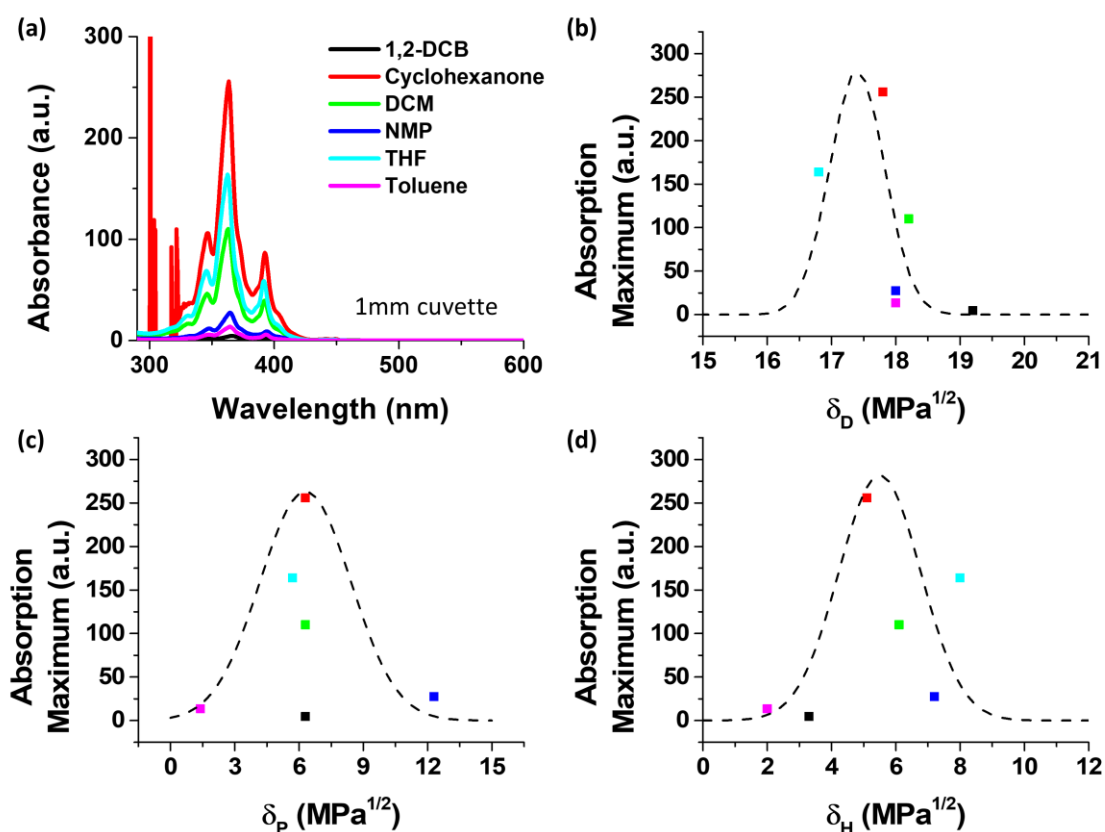 (a)
300
200
100
0
300
400
500
600
Absorbance (a.u.)
Wavelength (nm)
1,2-DCB
Cyclohexanone
DCM
NMP
THF
Toluene
1mm cuvette
(b)
300
250
200
150
100
50
0
15 16 17 18 19 20 21
Absorption
Maximum (a.u.)
δD (MPa1/2)
(c)
300
250
200
150
100
50
0
0 3 6 9 12 15
Absorption
Maximum (a.u.)
δP (MPa1/2)
(d)
300
250
200
150
100
50
0
0 2 4 6 8 10 12
Absorption
Maximum (a.u.)
δH (MPa1/2)